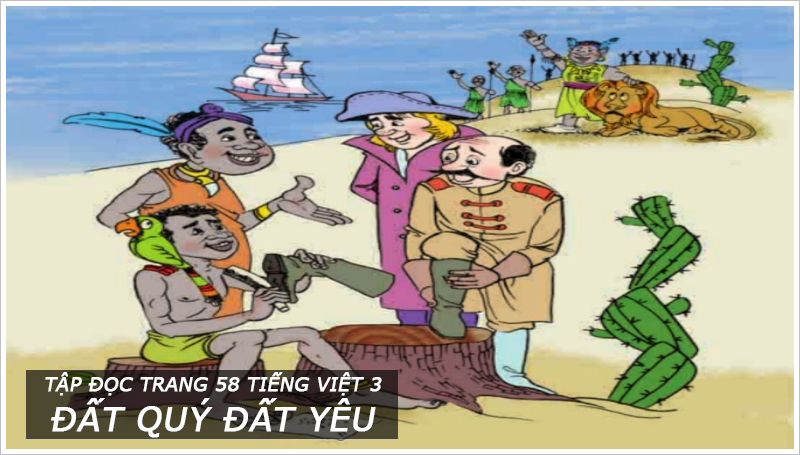 TẬP ĐỌC TRANG 58 TIẾNG VIỆT 3
ĐẤT QUÝ ĐẤT YÊU